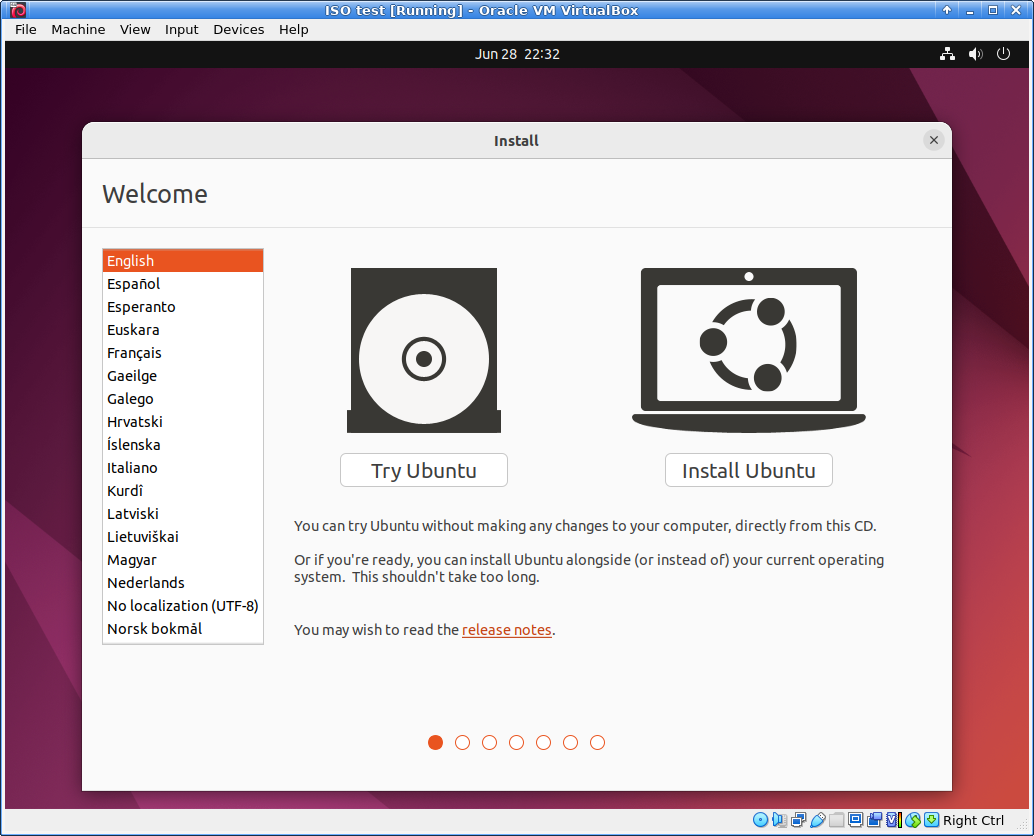 ISO test [Running] - Oracle VM VirtualBox
File Machine View Input Devices Help
Jun 28 22:32
Install
Welcome
English
Español
Esperanto
Euskara
Français
Gaeilge
Galego
Hrvatski
Íslenska
Italiano
Kurdî
Latviski
Lietuviškai
Magyar
Nederlands
No localization (UTF-8)
Norsk bokmål
Try Ubuntu
Install Ubuntu
You can try Ubuntu without making any changes to your computer, directly from this CD.
Or if you're ready, you can install Ubuntu alongside (or instead of) your current operating
system. This shouldn't take too long.
You may wish to read the release notes.
Right Ctrl